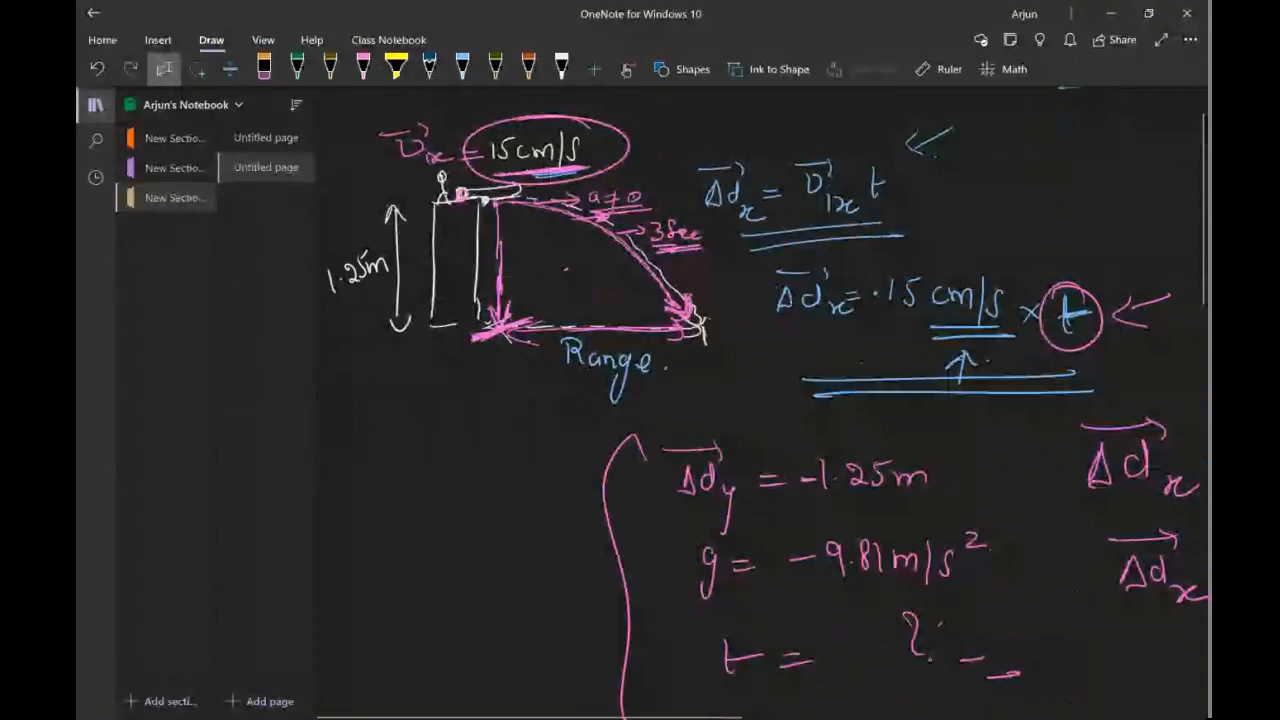 OneNote for Windows 10
Arjun
Home Insert Draw View Help Class Notebook
Share
Shapes Ink to Shape Ruler Math
Arjun's Notebook
New Sectio... Untitled page
New Sectio... Untitled page
New Sectio...
= 15 cm/s
a ≠ 0
3 Sec
1.25m
Range.
Δd⃗x = v⃗1x t
Δd⃗x = .15 cm/s × t
Δd⃗y = -1.25m
g = -9.81m/s²
t = ?
Δd⃗x
Δd⃗x
Add secti... Add page